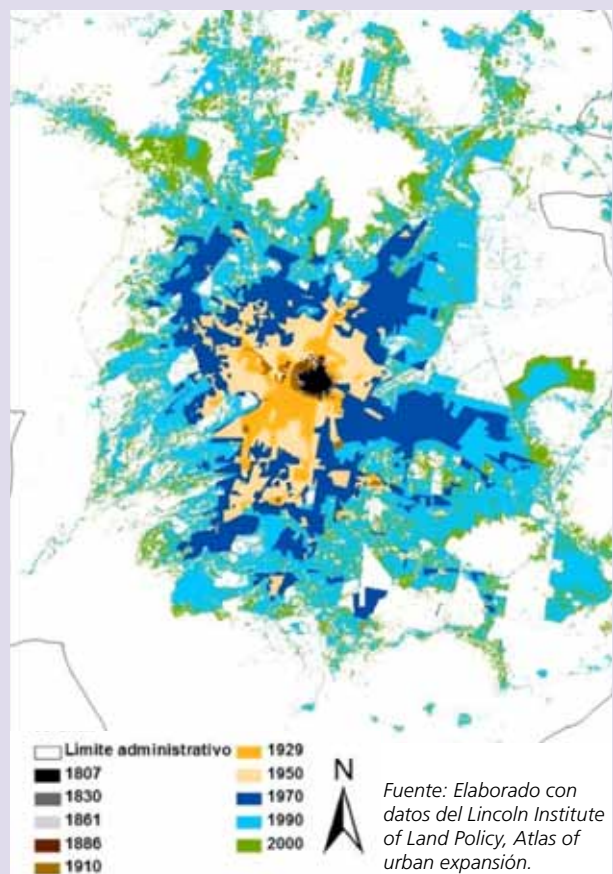 Límite administrativo
1807
1830
1861
1886
1910
1929
1950
1970
1990
2000
N
Fuente: Elaborado con
datos del Lincoln Institute
of Land Policy, Atlas of
urban expansión.